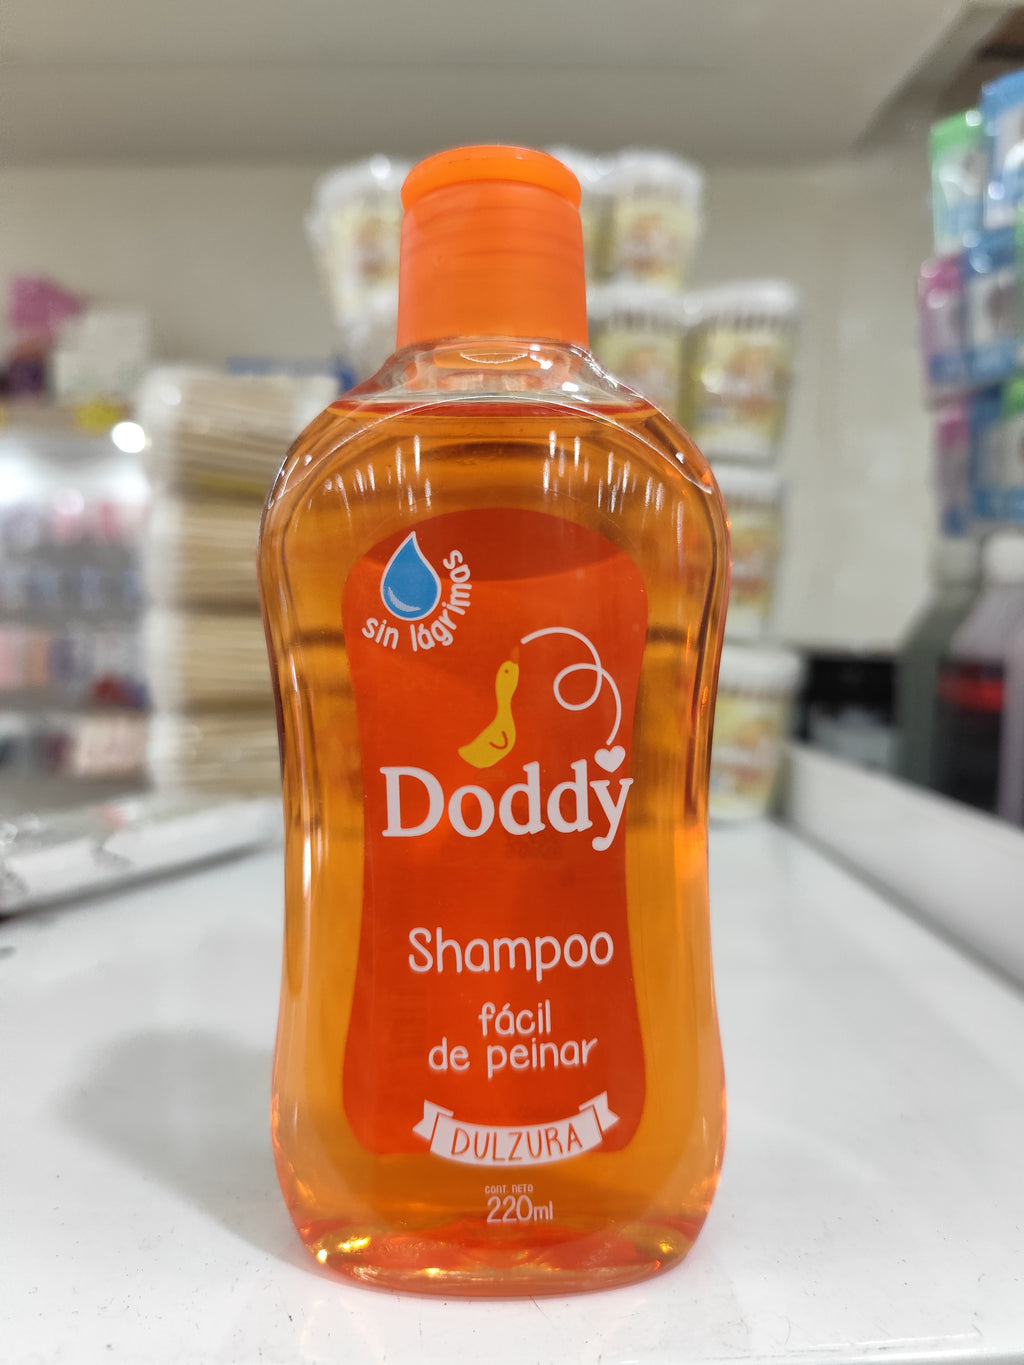 sin lágrimas
Doddy
Shampoo
fácil
de peinar
DULZURA
CONT. NETO
220ml